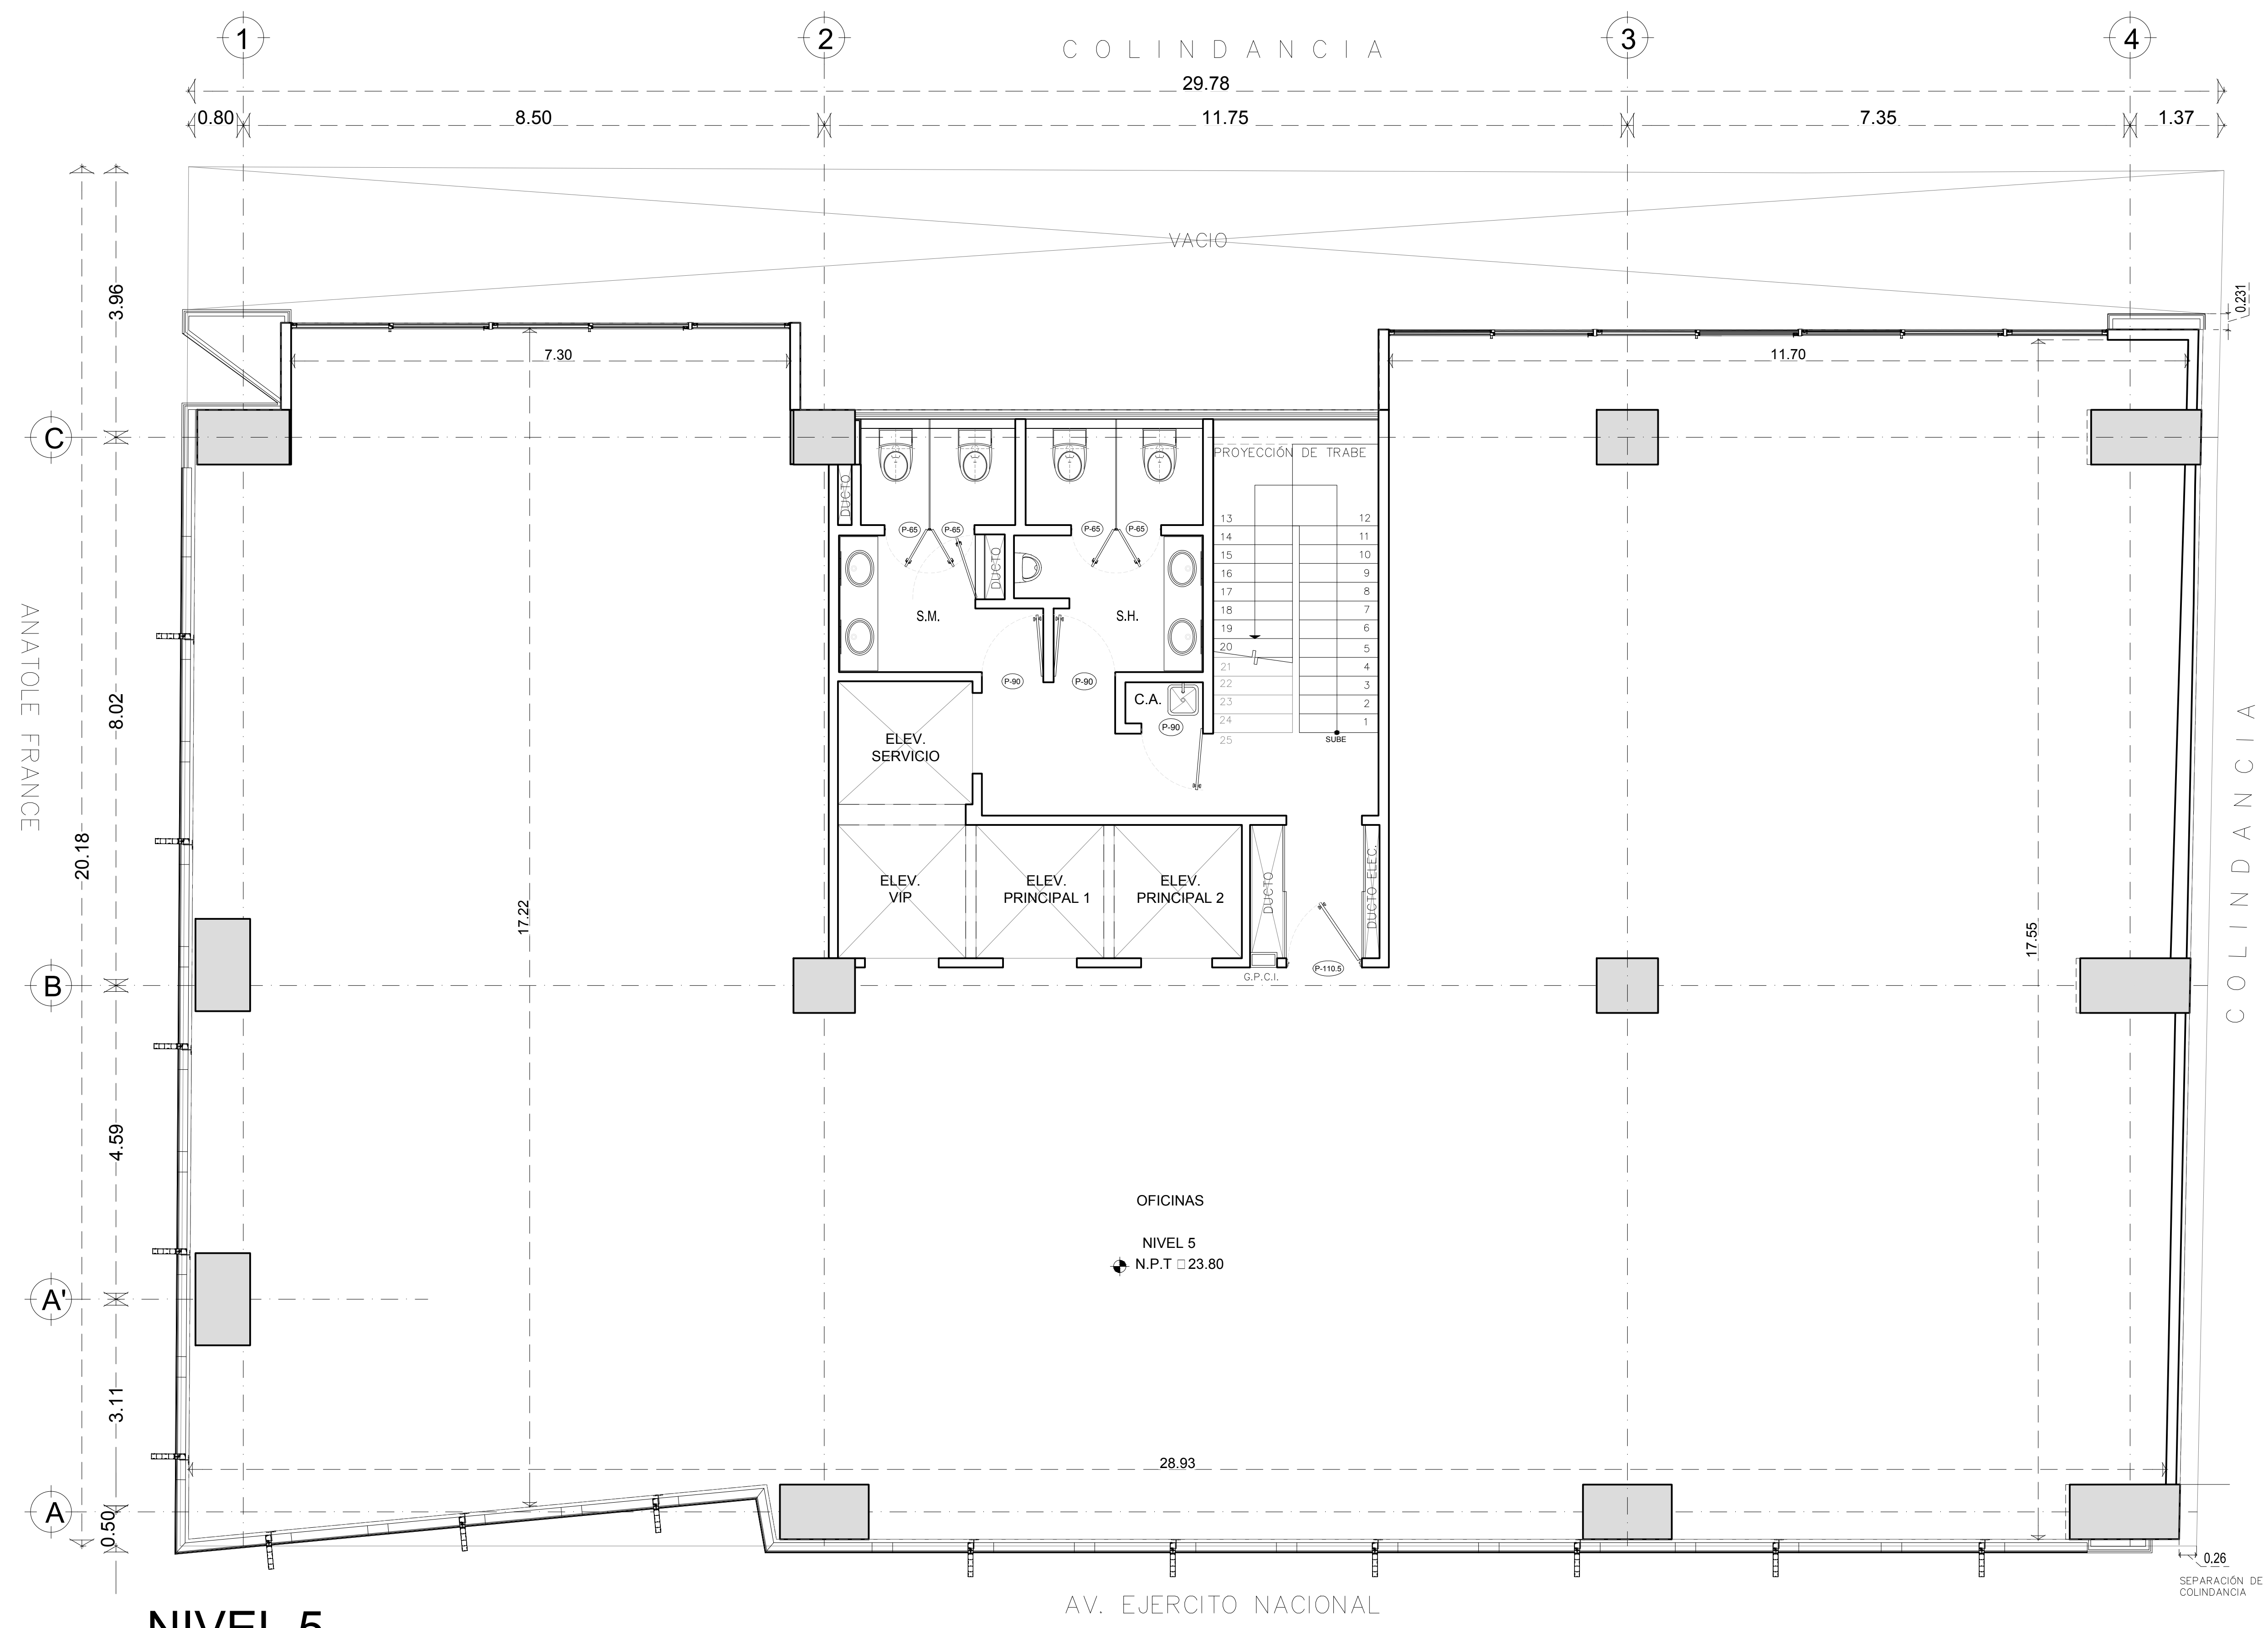 1
2
3
4
COLINDANCIA
29.78
0.80
8.50
11.75
7.35
1.37
VACIO
3.96
0.231
7.30
11.70
C
PROYECCIÓN DE TRABE
DUCTO
P-65
P-65
P-65
P-65
DUCTO
13
14
15
16
17
18
19
20
21
22
23
24
25
12
11
10
9
8
7
6
5
4
3
2
1
SUBE
S.M.
S.H.
P-90
P-90
C.A.
P-90
ANATOLE FRANCE
8.02
20.18
COLINDANCIA
ELEV.
SERVICIO
ELEV.
VIP
ELEV.
PRINCIPAL 1
ELEV.
PRINCIPAL 2
DUCTO
DUCTO ELEC.
17.22
17.55
G.P.C.I.
P-110.5
B
4.59
OFICINAS
NIVEL 5
N.P.T □ 23.80
A'
3.11
28.93
A
0.50
0.26
SEPARACIÓN DE
COLINDANCIA
AV. EJERCITO NACIONAL
NIVEL 5